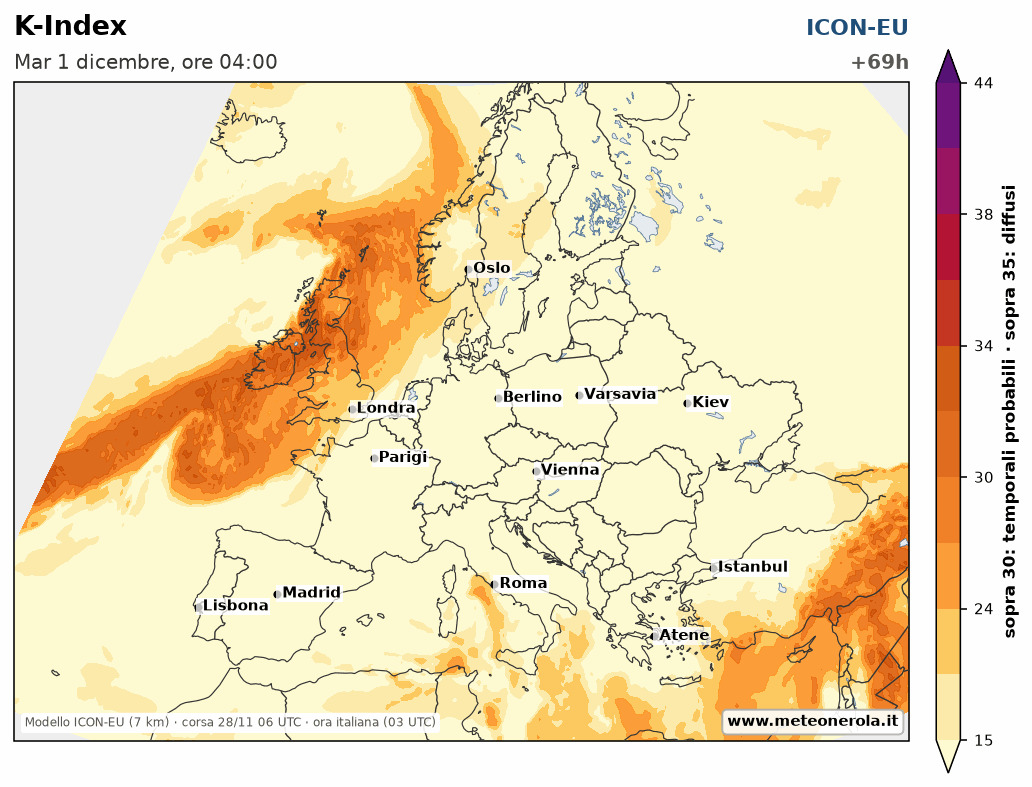 K-Index
ICON-EU
Mar 1 dicembre, ore 04:00
+69h
Oslo
Berlino
Varsavia
Kiev
Londra
Parigi
Vienna
Istanbul
Roma
Madrid
Lisbona
Atene
Modello ICON-EU (7 km) · corsa 28/11 06 UTC · ora italiana (03 UTC)
www.meteonerola.it
44
38
34
30
24
15
sopra 30: temporali probabili · sopra 35: diffusi